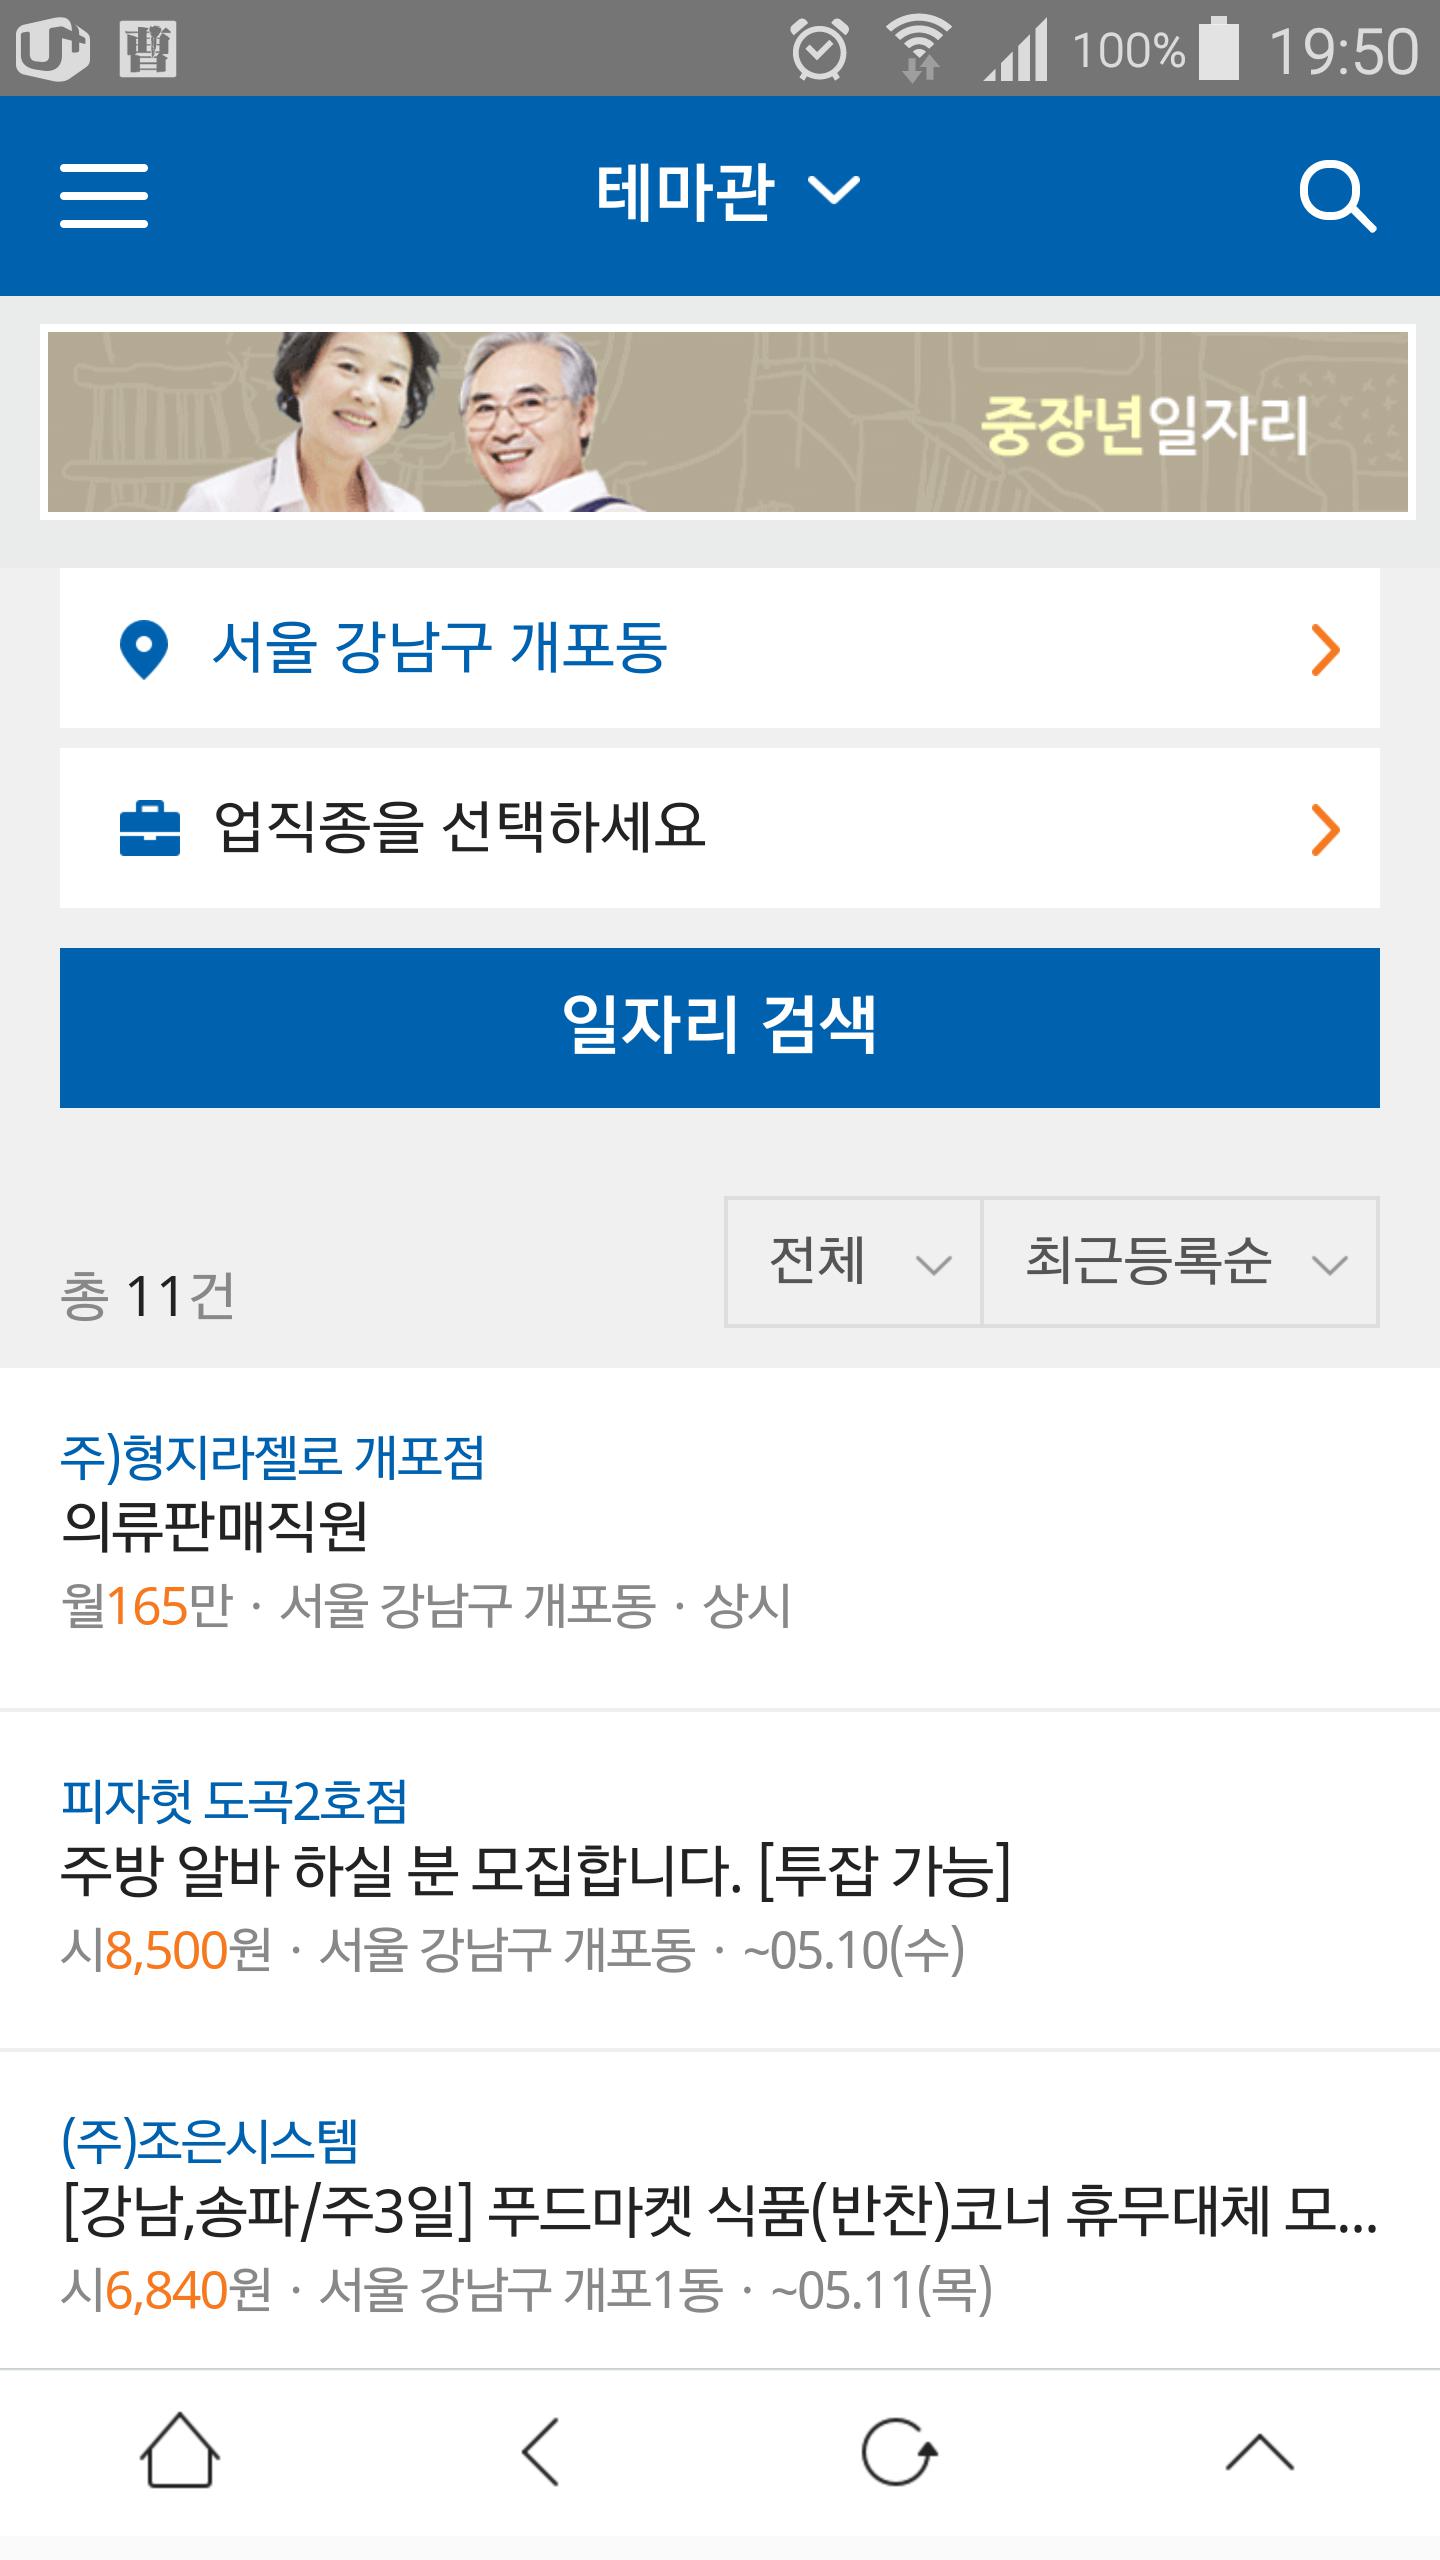 100% 19:50
테마관
중장년일자리
서울 강남구 개포동
업직종을 선택하세요
일자리 검색
총 11건
전체 최근등록순
주)형지라젤로 개포점
의류판매직원
월165만 · 서울 강남구 개포동 · 상시
피자헛 도곡2호점
주방 알바 하실 분 모집합니다. [투잡 가능]
시8,500원 · 서울 강남구 개포동 · ~05.10(수)
(주)조은시스템
[강남,송파/주3일] 푸드마켓 식품(반찬)코너 휴무대체 모...
시6,840원 · 서울 강남구 개포1동 · ~05.11(목)